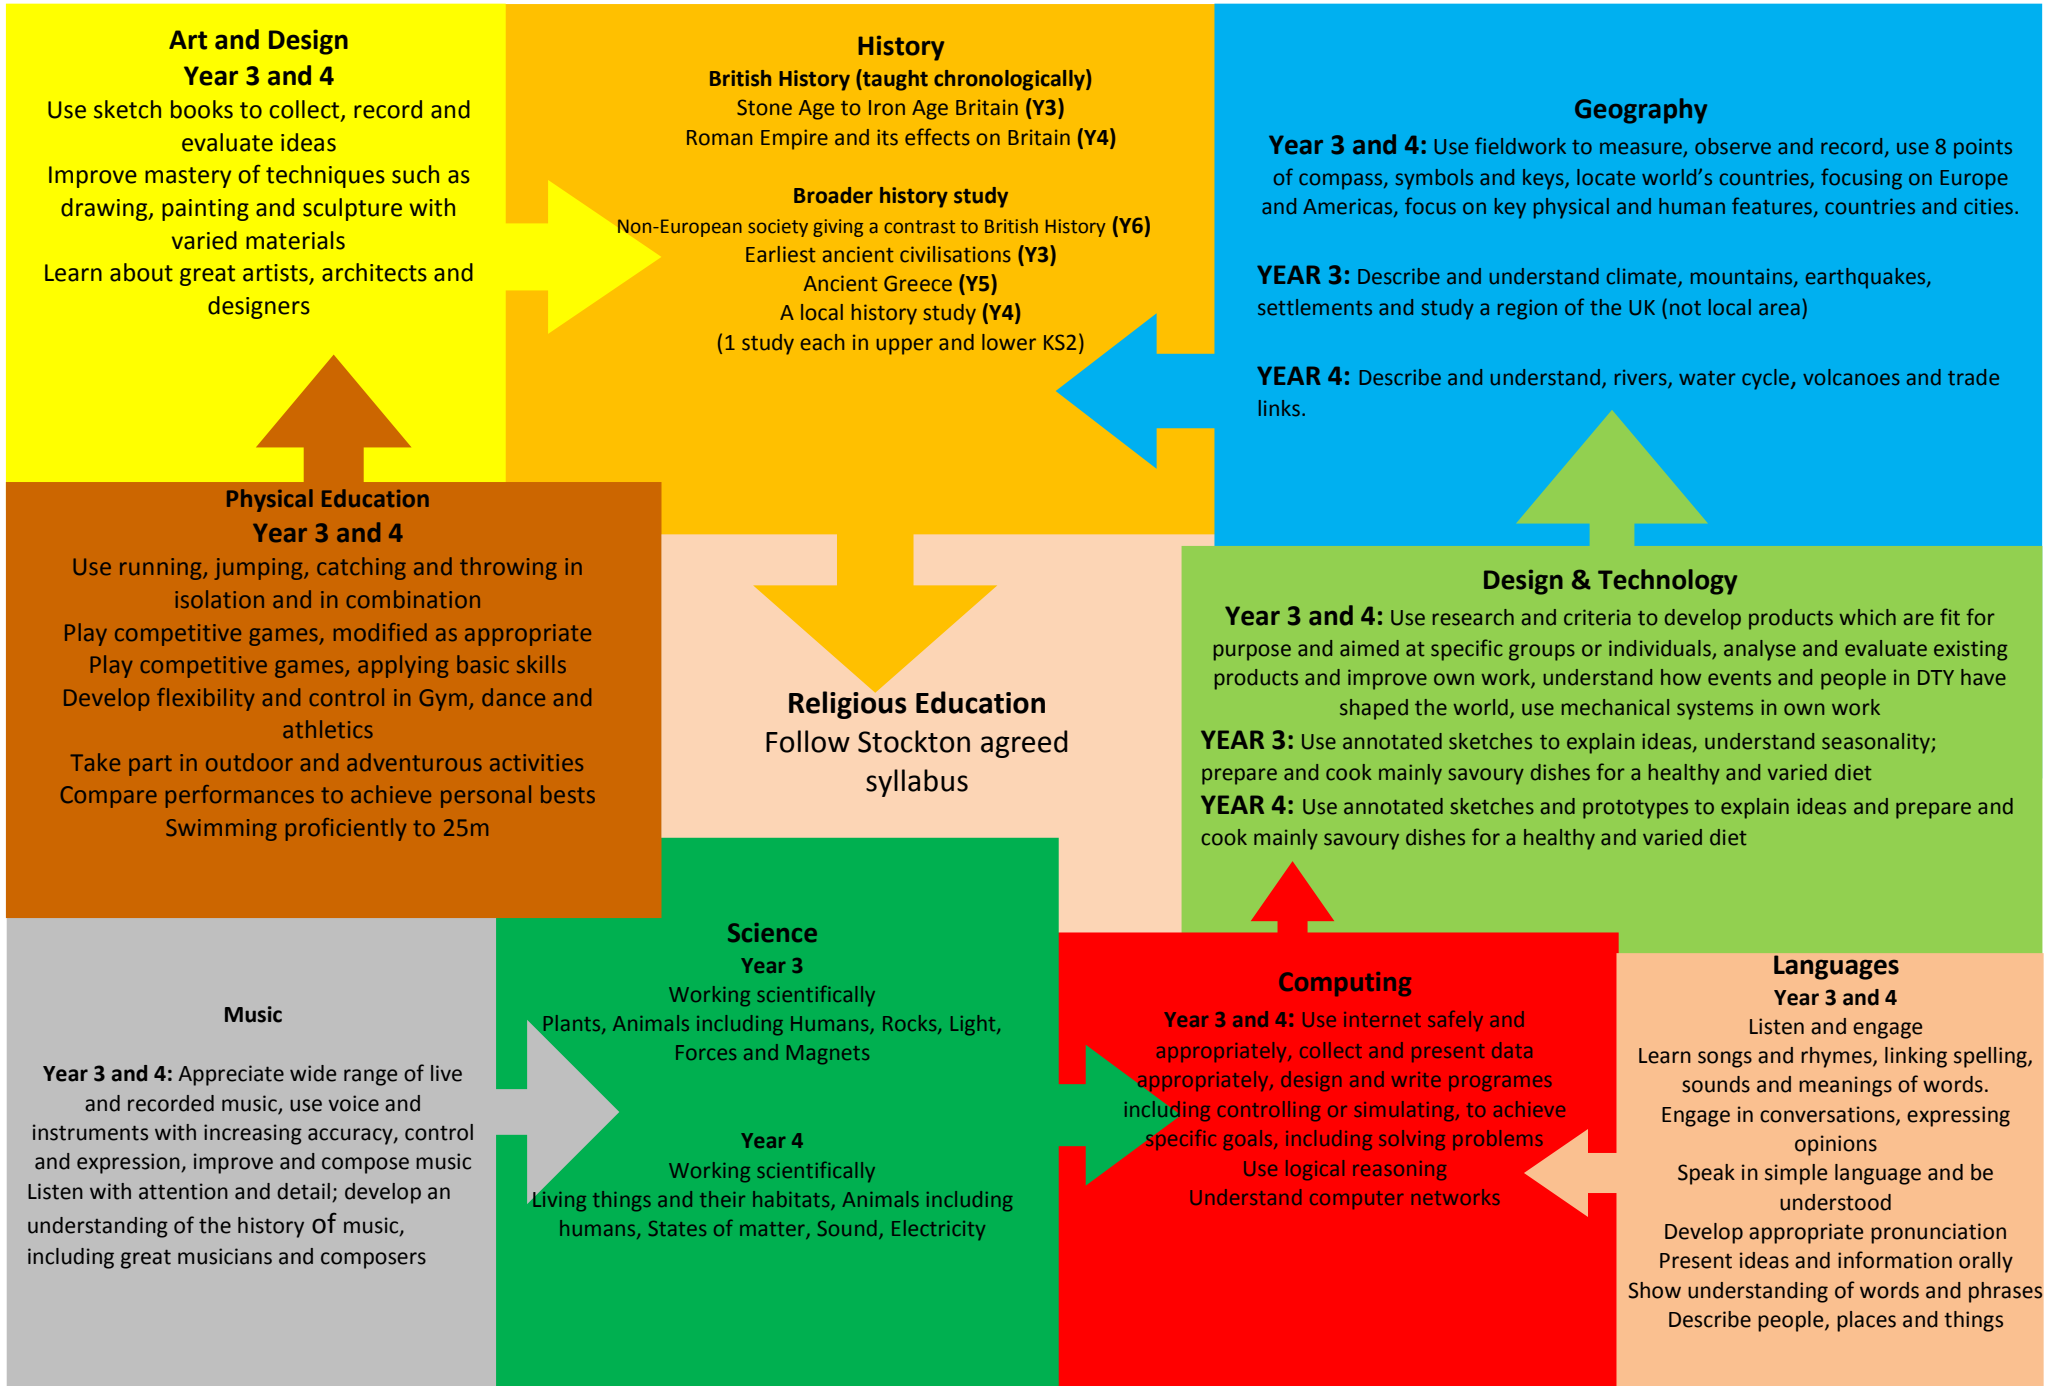 Art and Design
Year 3 and 4
Use sketch books to collect, record and
evaluate ideas
Improve mastery of techniques such as
drawing, painting and sculpture with
varied materials
Learn about great artists, architects and
designers
History
British History (taught chronologically)
Stone Age to Iron Age Britain (Y3)
Roman Empire and its effects on Britain (Y4)
Broader history study
Non-European society giving a contrast to British History (Y6)
Earliest ancient civilisations (Y3)
Ancient Greece (Y5)
A local history study (Y4)
(1 study each in upper and lower KS2)
Geography
Year 3 and 4: Use fieldwork to measure, observe and record, use 8 points
of compass, symbols and keys, locate world's countries, focusing on Europe
and Americas, focus on key physical and human features, countries and cities.
YEAR 3: Describe and understand climate, mountains, earthquakes,
settlements and study a region of the UK (not local area)
YEAR 4: Describe and understand, rivers, water cycle, volcanoes and trade
links.
Physical Education
Year 3 and 4
Use running, jumping, catching and throwing in
isolation and in combination
Play competitive games, modified as appropriate
Play competitive games, applying basic skills
Develop flexibility and control in Gym, dance and
athletics
Take part in outdoor and adventurous activities
Compare performances to achieve personal bests
Swimming proficiently to 25m
Religious Education
Follow Stockton agreed
syllabus
Design & Technology
Year 3 and 4: Use research and criteria to develop products which are fit for
purpose and aimed at specific groups or individuals, analyse and evaluate existing
products and improve own work, understand how events and people in DTY have
shaped the world, use mechanical systems in own work
YEAR 3: Use annotated sketches to explain ideas, understand seasonality;
prepare and cook mainly savoury dishes for a healthy and varied diet
YEAR 4: Use annotated sketches and prototypes to explain ideas and prepare and
cook mainly savoury dishes for a healthy and varied diet
Music
Year 3 and 4: Appreciate wide range of live
and recorded music, use voice and
instruments with increasing accuracy, control
and expression, improve and compose music
Listen with attention and detail; develop an
understanding of the history of music,
including great musicians and composers
Science
Year 3
Working scientifically
Plants, Animals including Humans, Rocks, Light,
Forces and Magnets
Year 4
Working scientifically
Living things and their habitats, Animals including
humans, States of matter, Sound, Electricity
Computing
Year 3 and 4: Use internet safely and
appropriately, collect and present data
appropriately, design and write programes
including controlling or simulating, to achieve
specific goals, including solving problems
Use logical reasoning
Understand computer networks
Languages
Year 3 and 4
Listen and engage
Learn songs and rhymes, linking spelling,
sounds and meanings of words.
Engage in conversations, expressing
opinions
Speak in simple language and be
understood
Develop appropriate pronunciation
Present ideas and information orally
Show understanding of words and phrases
Describe people, places and things